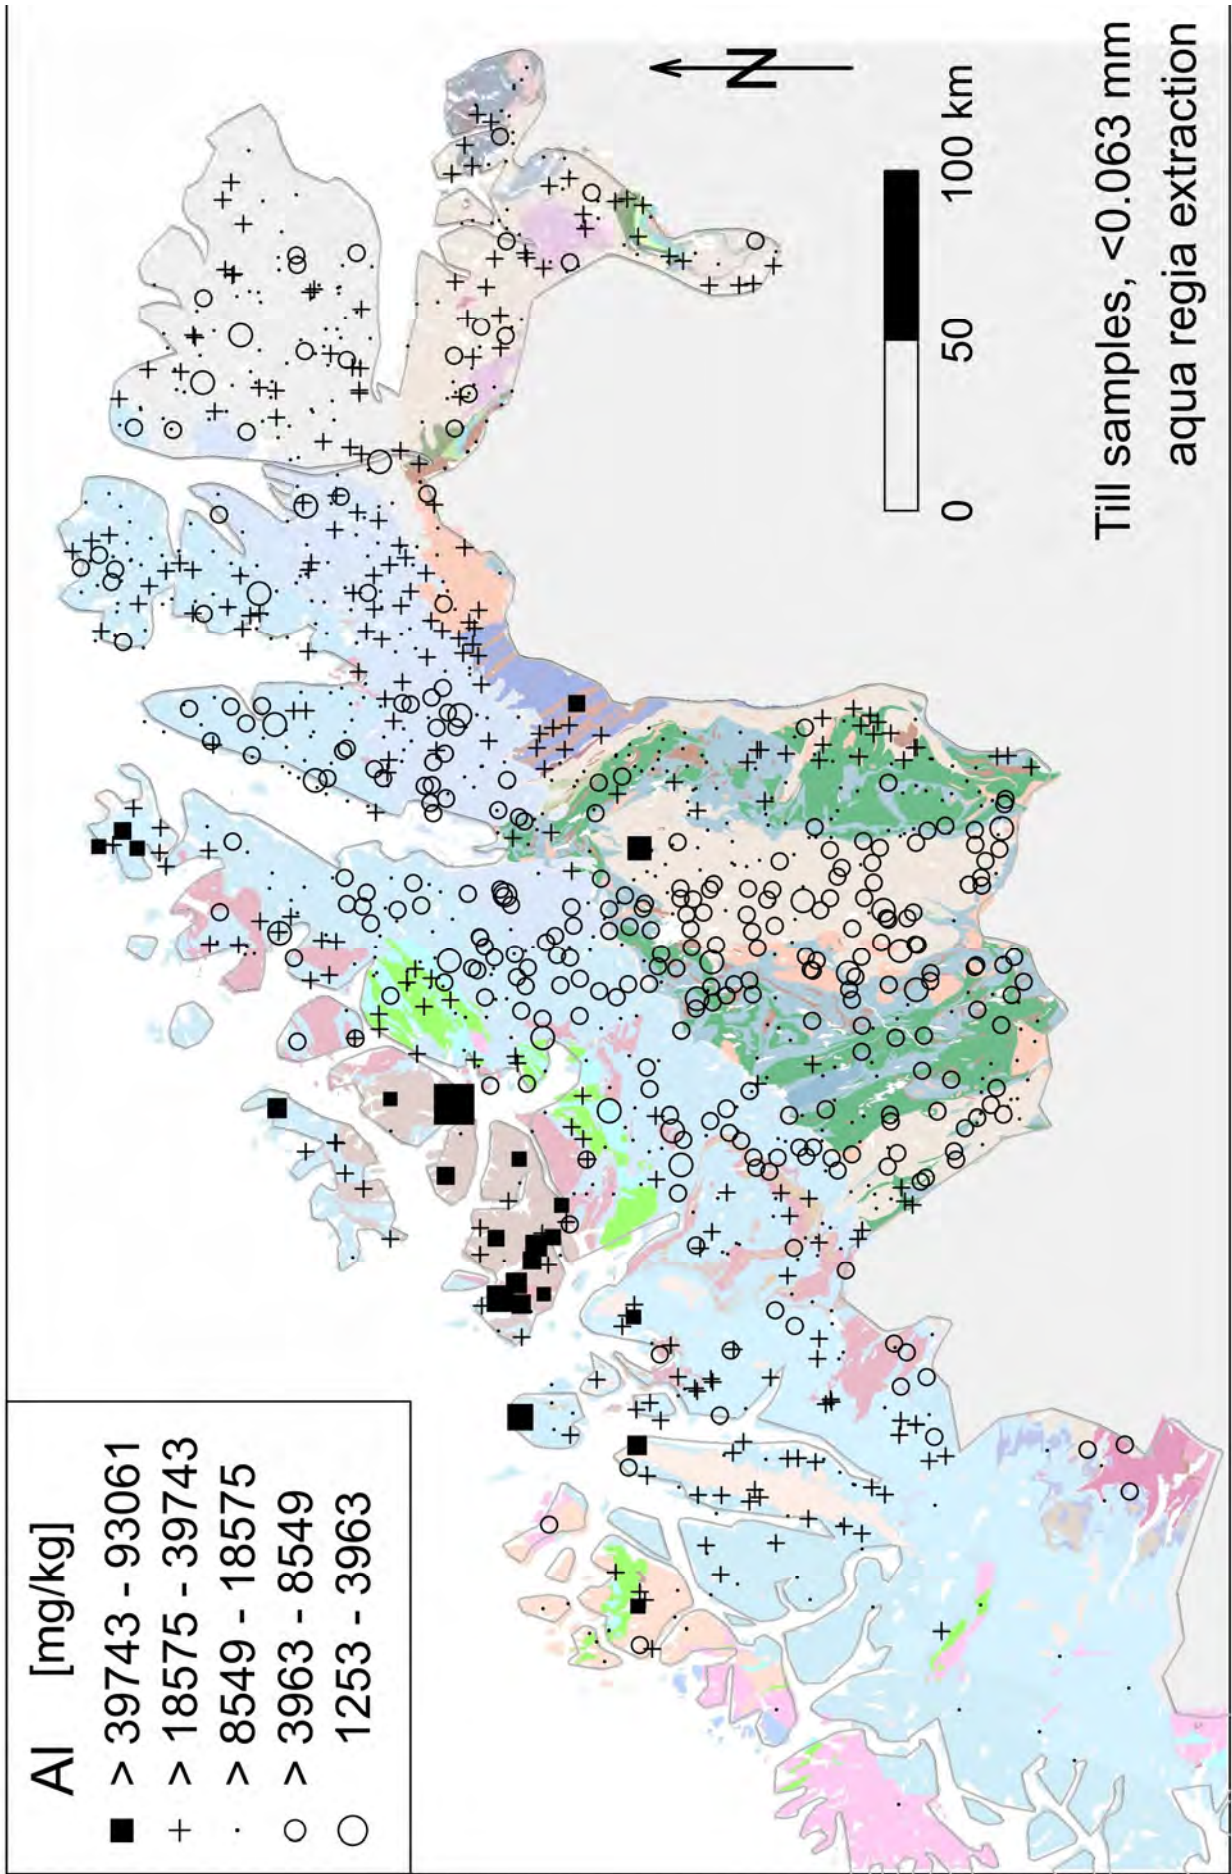 Al [mg/kg]
> 39743 - 93061
> 18575 - 39743
> 8549 - 18575
> 3963 - 8549
1253 - 3963
N
0 50 100 km
Till samples, <0.063 mm
aqua regia extraction